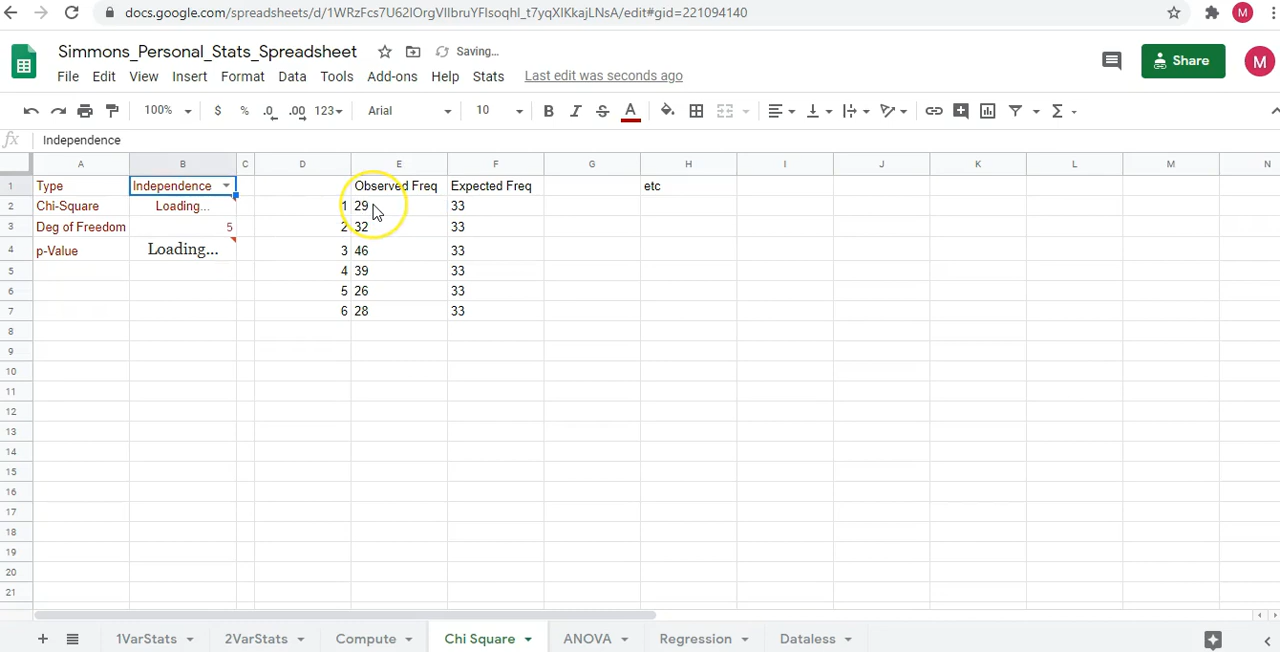 docs.google.com/spreadsheets/d/1WRzFcs7U62IOrgVIlbruYFIsoqhI_t7yqXIKkajLNsA/edit#gid=221094140
M
Simmons_Personal_Stats_Spreadsheet Saving...
File Edit View Insert Format Data Tools Add-ons Help Stats Last edit was seconds ago
Share
M
100% $ % .0 .00 123 Arial 10 B I S A Σ
fx Independence
A B C D E F G H I J K L M N
1 Type Independence Observed Freq Expected Freq etc
2 Chi-Square Loading... 1 29 33
3 Deg of Freedom 5 2 32 33
4 p-Value Loading... 3 46 33
5 4 39 33
6 5 26 33
7 6 28 33
8
9
10
11
12
13
14
15
16
17
18
19
20
21
1VarStats 2VarStats Compute Chi Square ANOVA Regression Dataless